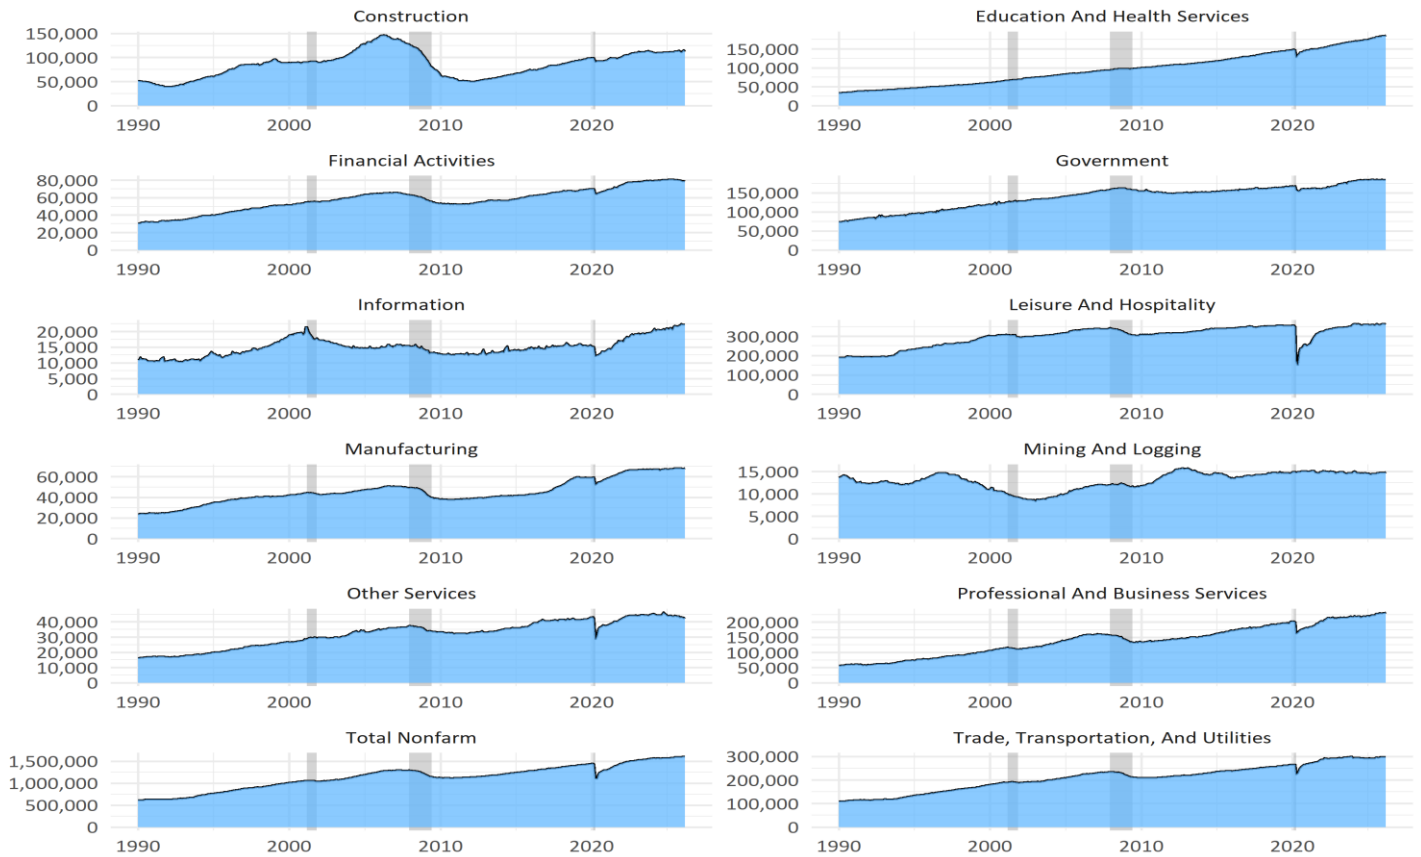 Construction
150,000
100,000
50,000
0
1990 2000 2010 2020
Education And Health Services
150,000
100,000
50,000
0
1990 2000 2010 2020
Financial Activities
80,000
60,000
40,000
20,000
0
1990 2000 2010 2020
Government
150,000
100,000
50,000
0
1990 2000 2010 2020
Information
20,000
15,000
10,000
5,000
0
1990 2000 2010 2020
Leisure And Hospitality
300,000
200,000
100,000
0
1990 2000 2010 2020
Manufacturing
60,000
40,000
20,000
0
1990 2000 2010 2020
Mining And Logging
15,000
10,000
5,000
0
1990 2000 2010 2020
Other Services
40,000
30,000
20,000
10,000
0
1990 2000 2010 2020
Professional And Business Services
200,000
150,000
100,000
50,000
0
1990 2000 2010 2020
Total Nonfarm
1,500,000
1,000,000
500,000
0
1990 2000 2010 2020
Trade, Transportation, And Utilities
300,000
200,000
100,000
0
1990 2000 2010 2020